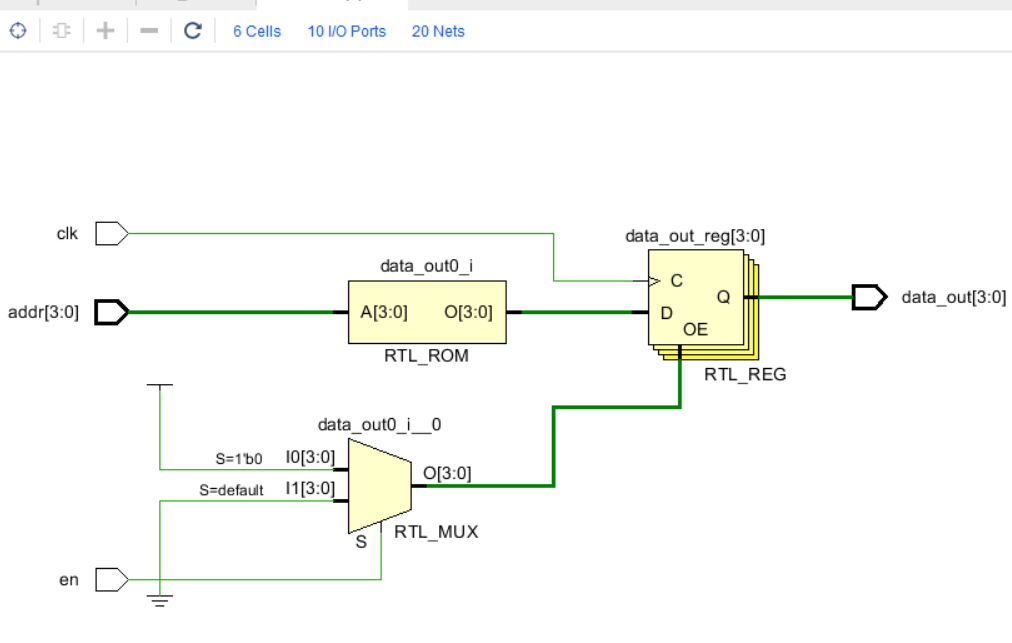 6 Cells 10 I/O Ports 20 Nets
clk
data_out_reg[3:0]
data_out0_i
C
Q
data_out[3:0]
addr[3:0]
A[3:0] O[3:0]
D
OE
RTL_ROM
RTL_REG
data_out0_i__0
S=1'b0 I0[3:0]
O[3:0]
S=default I1[3:0]
RTL_MUX
S
en